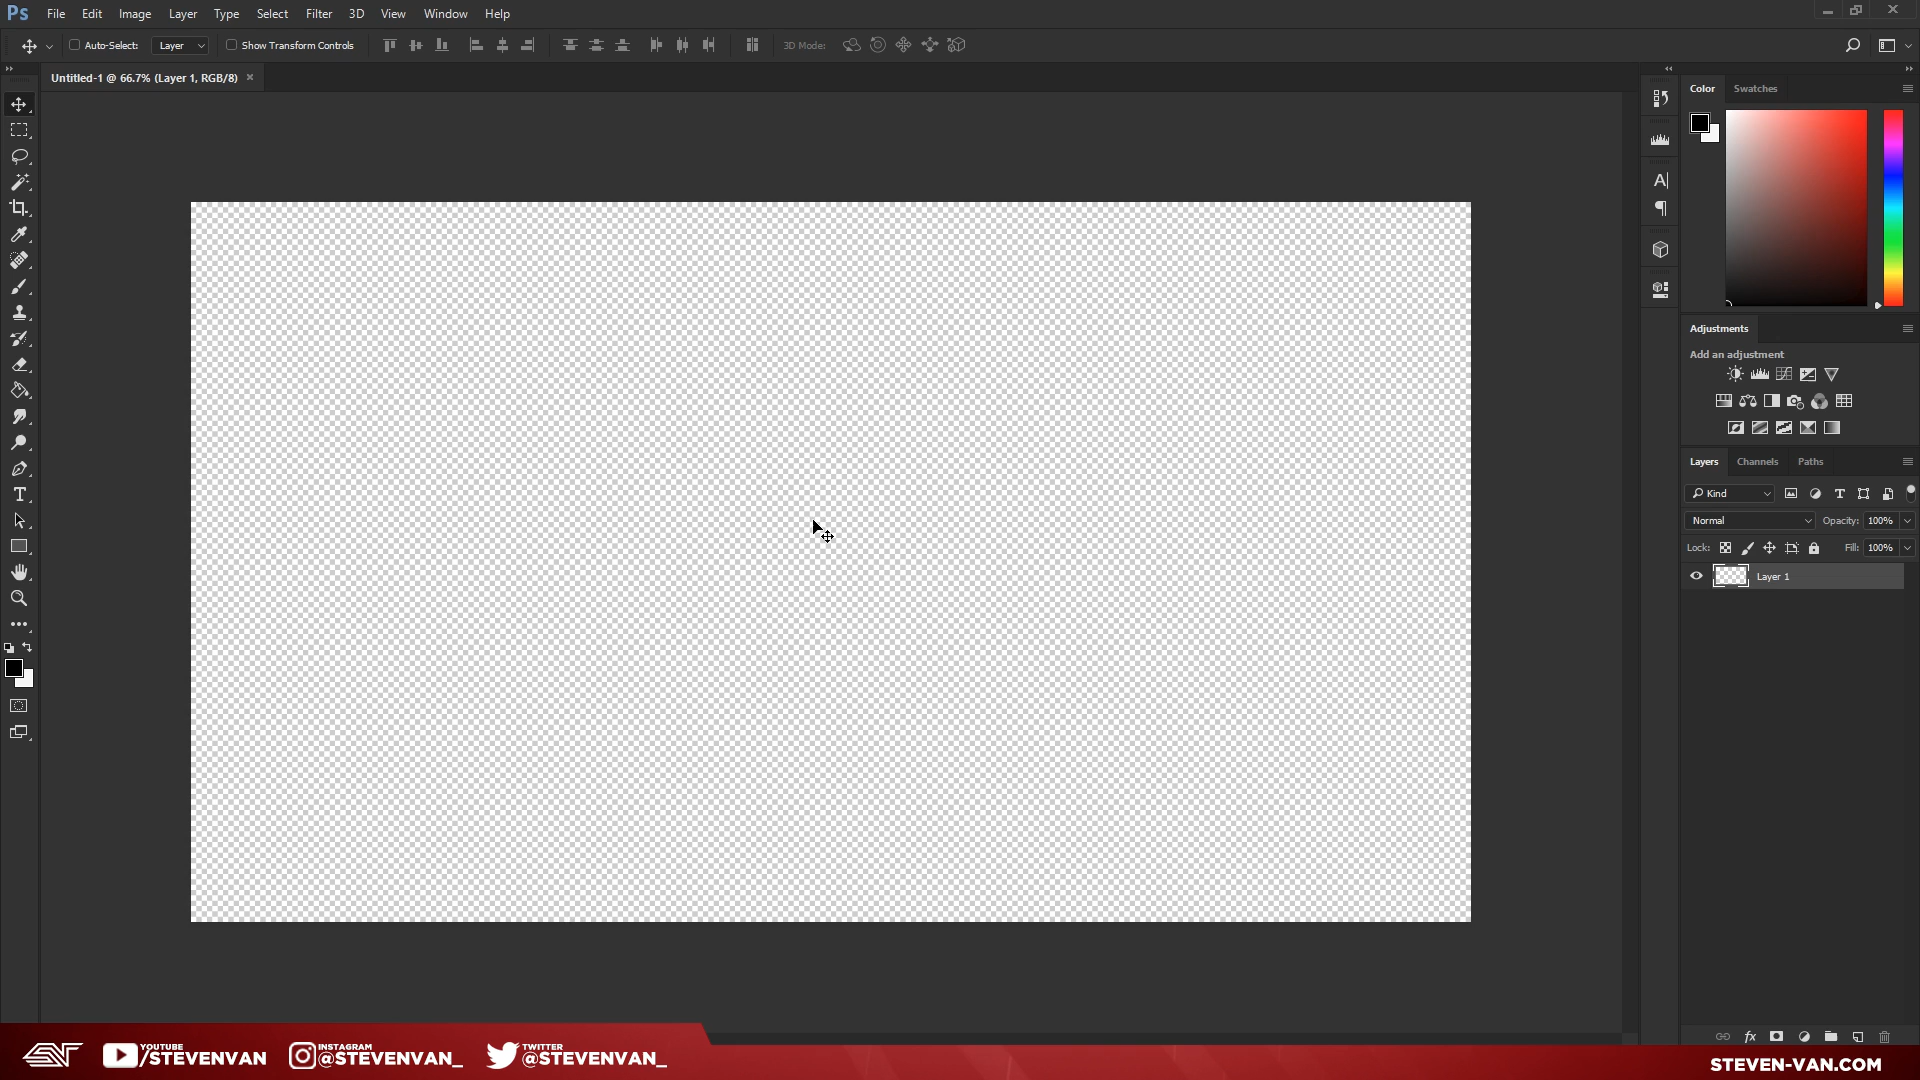 Ps File Edit Image Layer Type Select Filter 3D View Window Help
Auto-Select: Layer Show Transform Controls 3D Mode:
Untitled-1 @ 66.7% (Layer 1, RGB/8)
Color Swatches
Adjustments
Add an adjustment
Layers Channels Paths
Kind
Normal Opacity: 100%
Lock: Fill: 100%
Layer 1
fx
YOUTUBE
/STEVENVAN
INSTAGRAM
@STEVENVAN_
TWITTER
@STEVENVAN_
STEVEN-VAN.COM